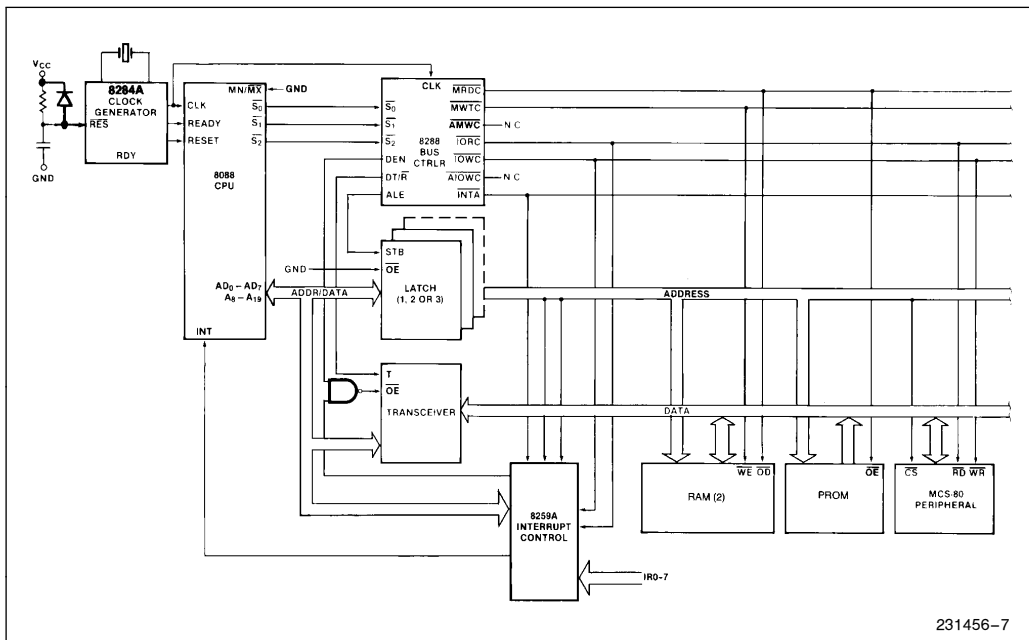 VCC
8284A
CLOCK
GENERATOR
RES
RDY
GND
MN/MX
GND
CLK
READY
RESET
S0
S1
S2
8088
CPU
AD0–AD7
A8–A19
INT
CLK
S0
S1
S2
DEN
DT/R
ALE
8288
BUS
CTRLR
MRDC
MWTC
AMWC
NC
IORC
IOWC
AIOWC
NC
INTA
STB
GND
OE
LATCH
(1, 2 OR 3)
ADDR/DATA
ADDRESS
T
OE
TRANSCEIVER
DATA
8259A
INTERRUPT
CONTROL
IR0-7
WE OD
RAM (2)
OE
PROM
CS
RD WR
MCS-80
PERIPHERAL
231456–7